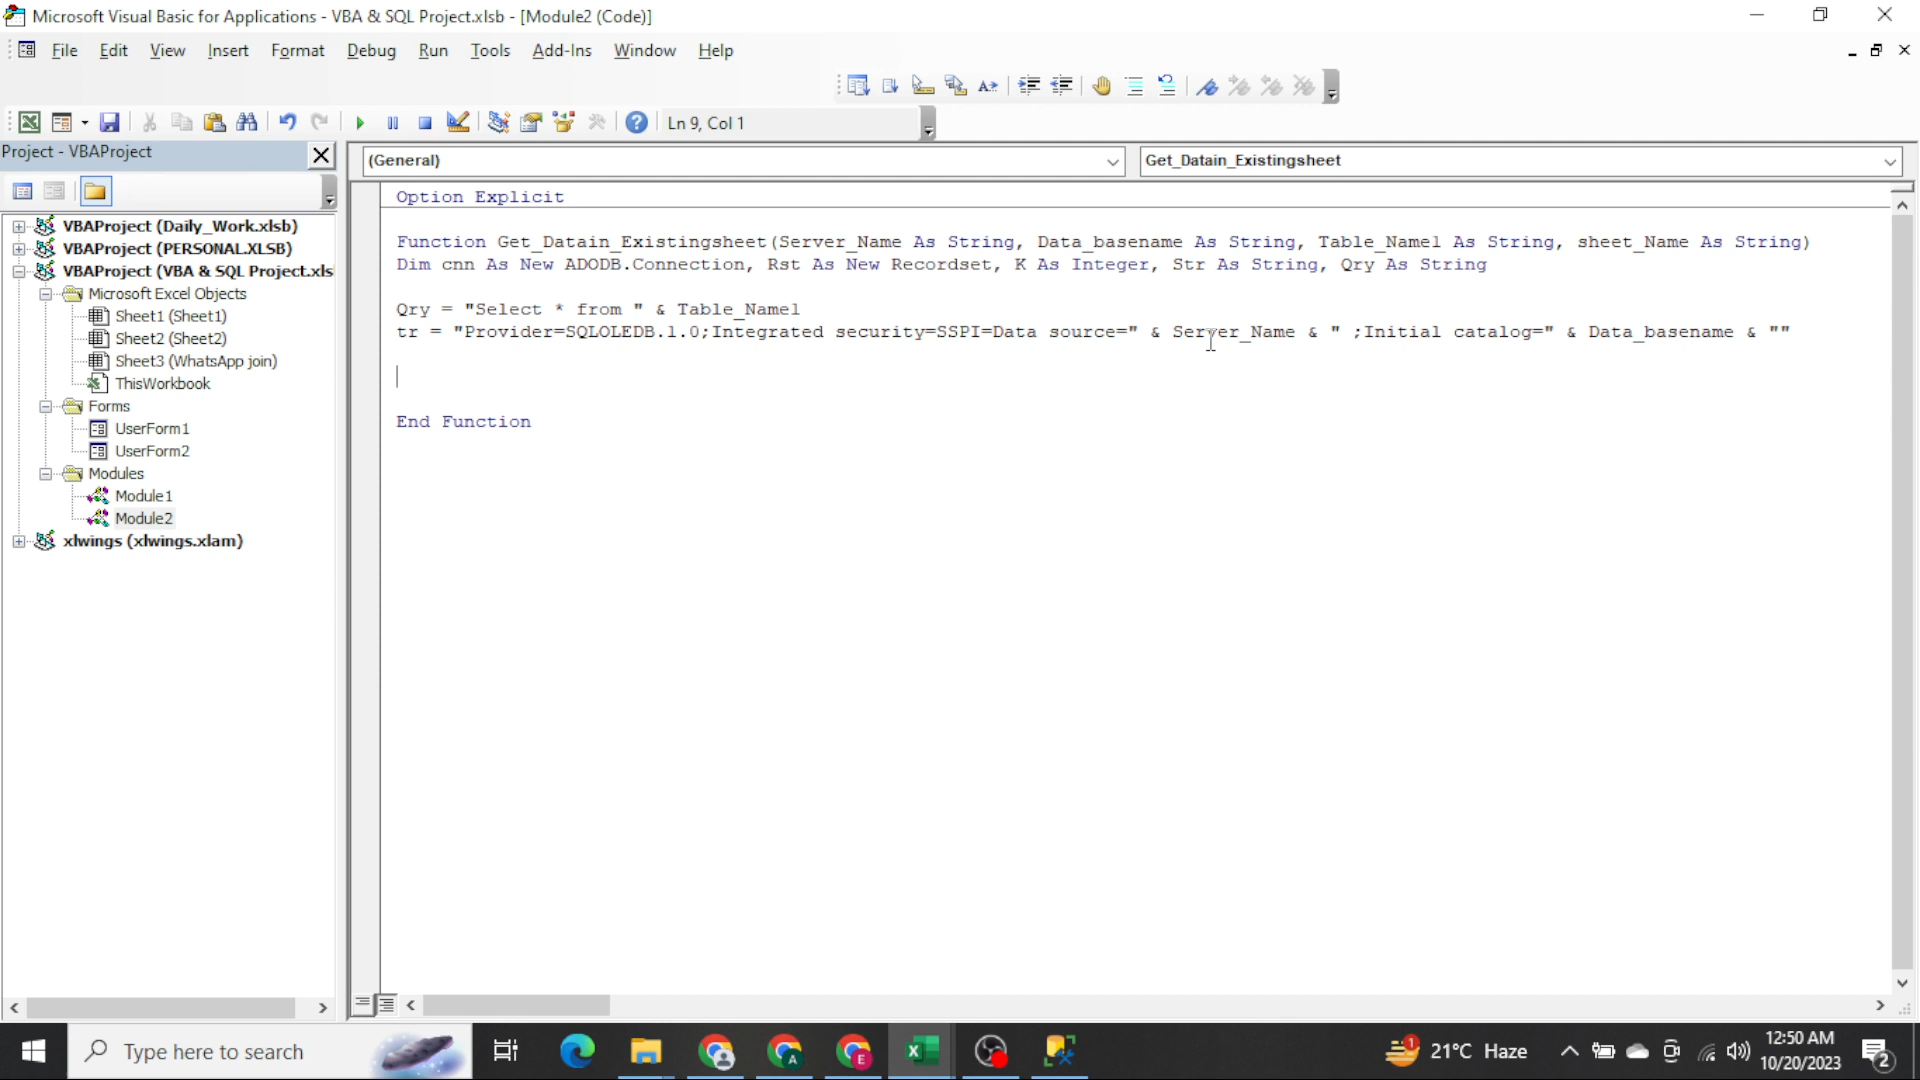 Microsoft Visual Basic for Applications - VBA & SQL Project.xlsb - [Module2 (Code)]
File Edit View Insert Format Debug Run Tools Add-Ins Window Help
Ln 9, Col 1
Project - VBAProject
(General)
Get_Datain_Existingsheet
VBAProject (Daily_Work.xlsb)
VBAProject (PERSONAL.XLSB)
VBAProject (VBA & SQL Project.xls
Microsoft Excel Objects
Sheet1 (Sheet1)
Sheet2 (Sheet2)
Sheet3 (WhatsApp join)
ThisWorkbook
Forms
UserForm1
UserForm2
Modules
Module1
Module2
xlwings (xlwings.xlam)
Option Explicit
Function Get_Datain_Existingsheet(Server_Name As String, Data_basename As String, Table_Name1 As String, sheet_Name As String)
Dim cnn As New ADODB.Connection, Rst As New Recordset, K As Integer, Str As String, Qry As String
Qry = "Select * from " & Table_Name1
tr = "Provider=SQLOLEDB.1.0;Integrated security=SSPI=Data source=" & Server_Name & " ;Initial catalog=" & Data_basename & ""
End Function
Type here to search
21°C Haze
12:50 AM
10/20/2023
1
2